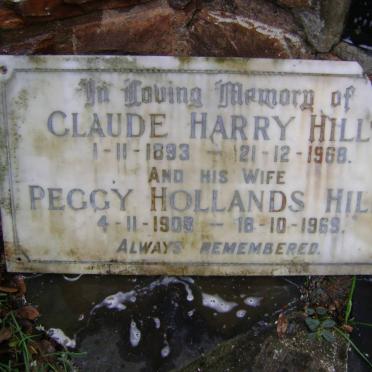 In Loving Memory of
CLAUDE HARRY HILL
1-11-1893 — 21-12-1968.
AND HIS WIFE
PEGGY HOLLANDS HIL
4-11-1908 — 18-10-1969.
ALWAYS REMEMBERED.